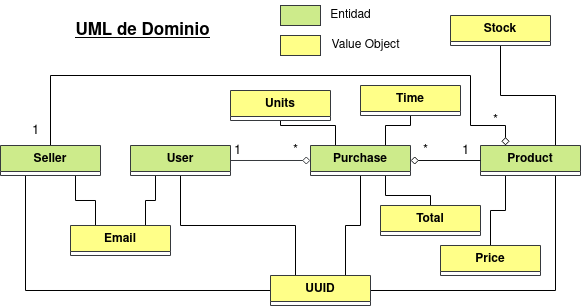 Entidad
UML de Dominio
Value Object
Stock
Units
Time
1
*
Seller
User
1
*
Purchase
*
1
Product
Total
Email
Price
UUID